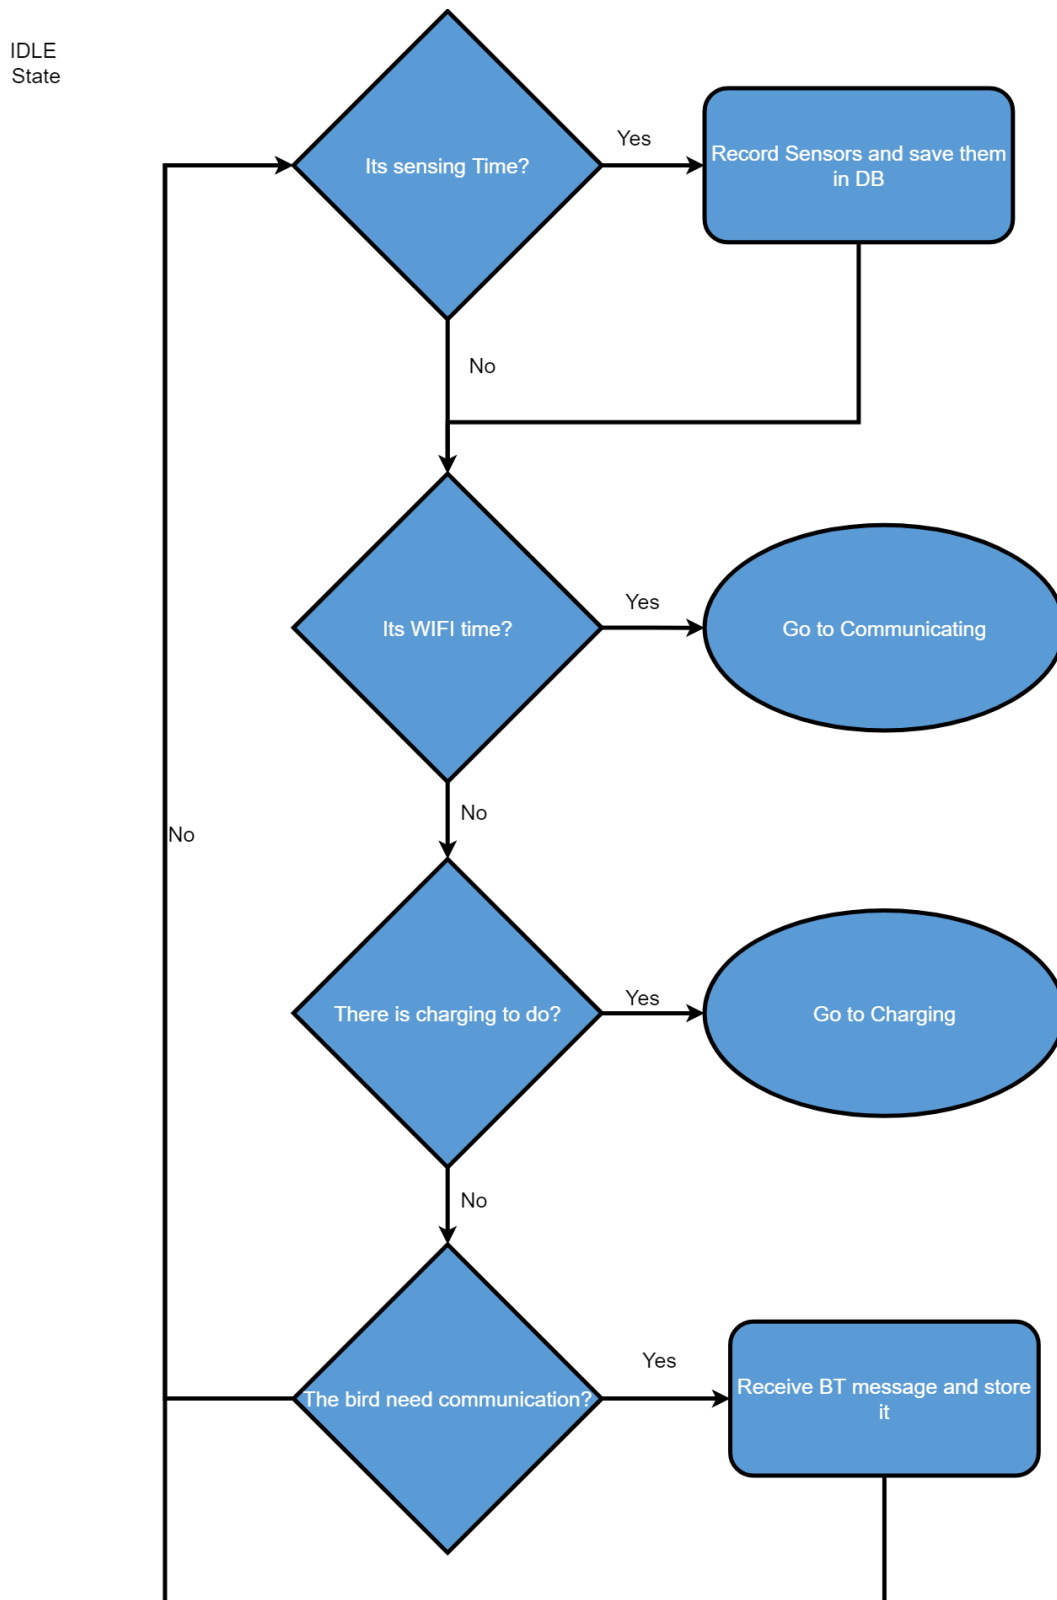 IDLE
State
Its sensing Time?
Yes
Record Sensors and save them
in DB
No
Its WIFI time?
Yes
Go to Communicating
No
No
There is charging to do?
Yes
Go to Charging
No
The bird need communication?
Yes
Receive BT message and store
it